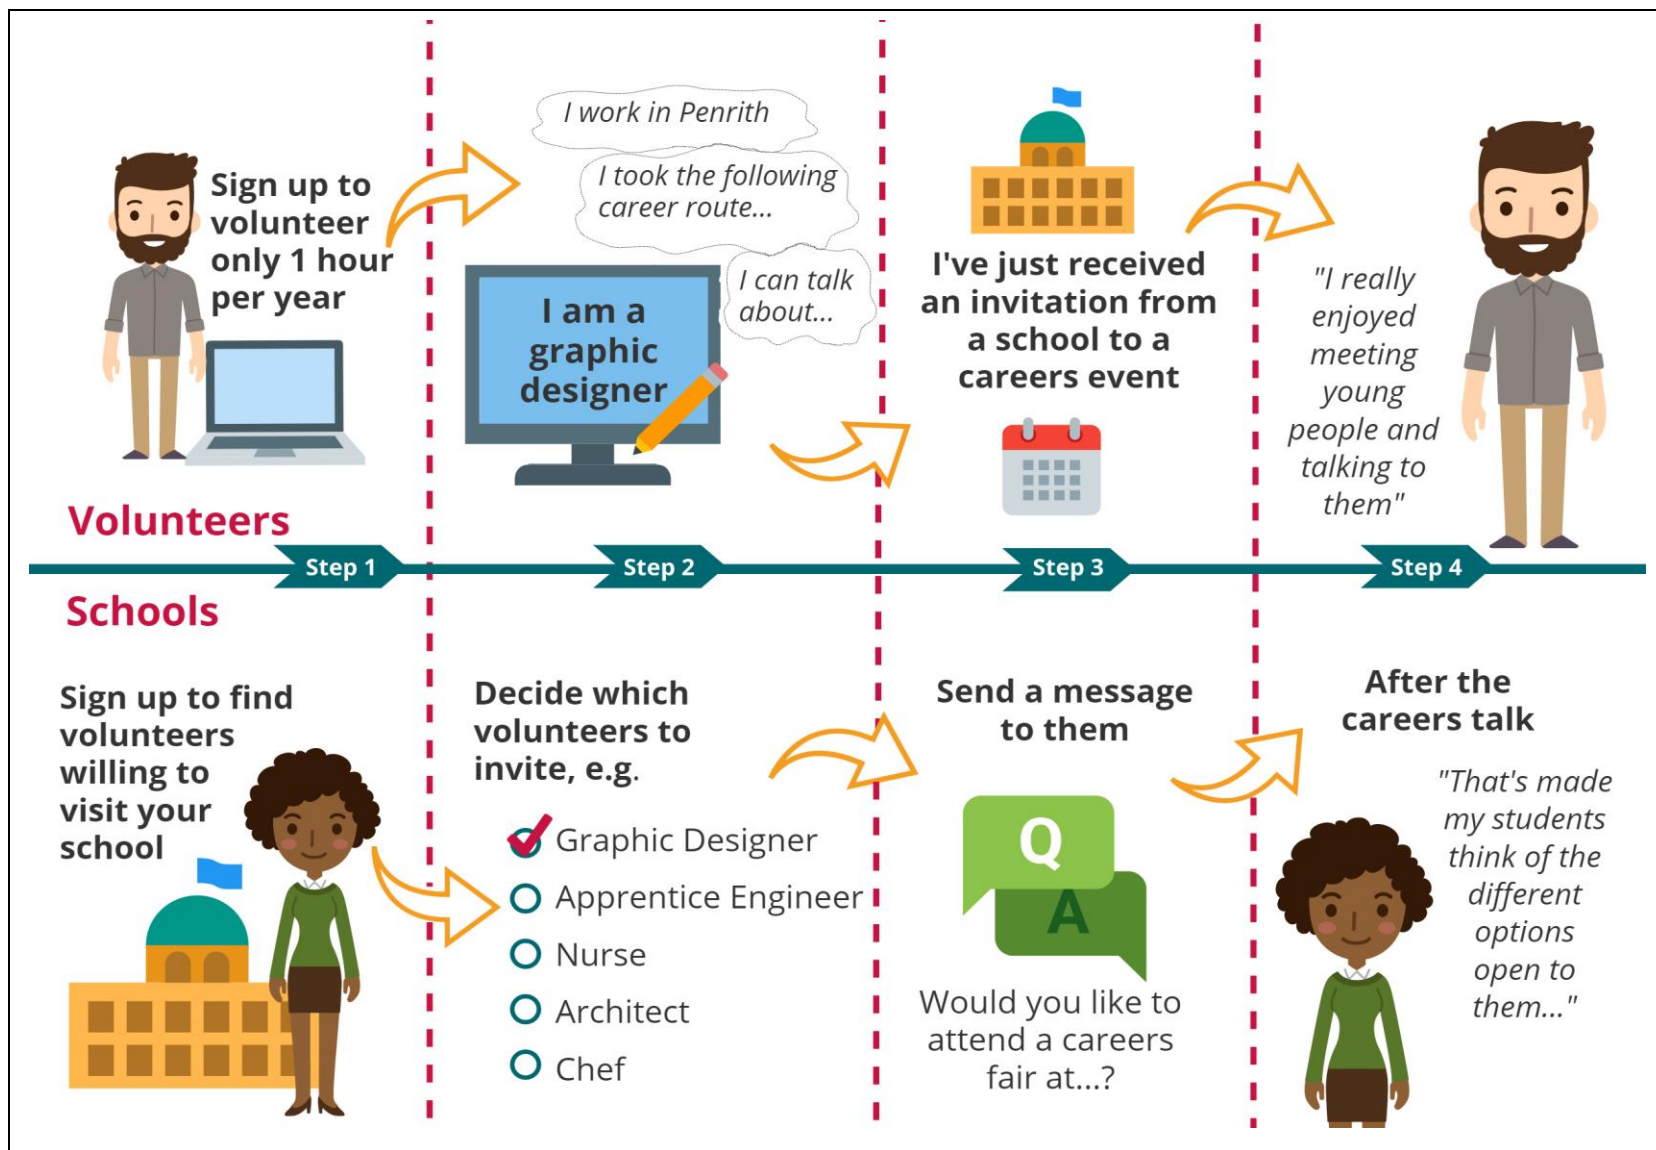 Sign up to
volunteer
only 1 hour
per year
I work in Penrith
I took the following
career route...
I can talk
about...
I am a
graphic
designer
I've just received
an invitation from
a school to a
careers event
"I really
enjoyed
meeting
young
people and
talking to
them"
Volunteers
Step 1
Step 2
Step 3
Step 4
Schools
Sign up to find
volunteers
willing to
visit your
school
Decide which
volunteers to
invite, e.g.
Graphic Designer
Apprentice Engineer
Nurse
Architect
Chef
Send a message
to them
Q
A
Would you like to
attend a careers
fair at...?
After the
careers talk
"That's made
my students
think of the
different
options
open to
them..."